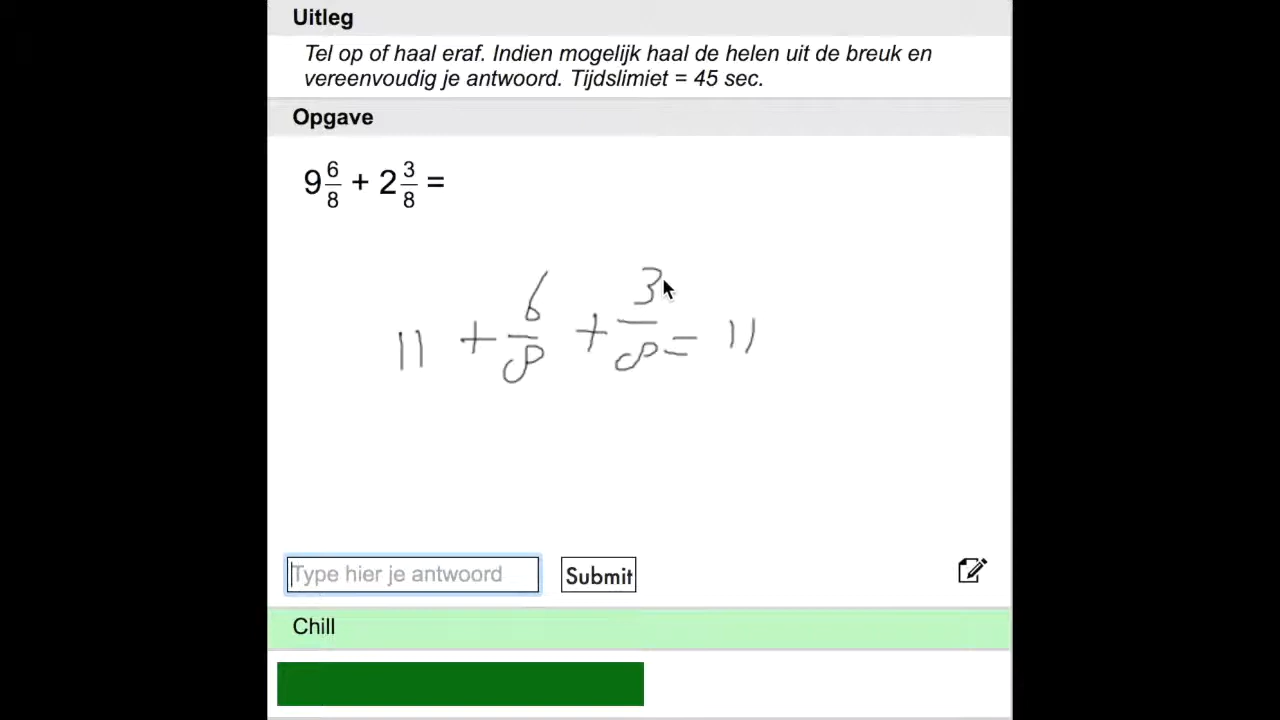 Uitleg
Tel op of haal eraf. Indien mogelijk haal de helen uit de breuk en
vereenvoudig je antwoord. Tijdslimiet = 45 sec.
Opgave
9 6/8 + 2 3/8 =
11 + 6/8 + 3/8 = 11
Type hier je antwoord Submit
Chill